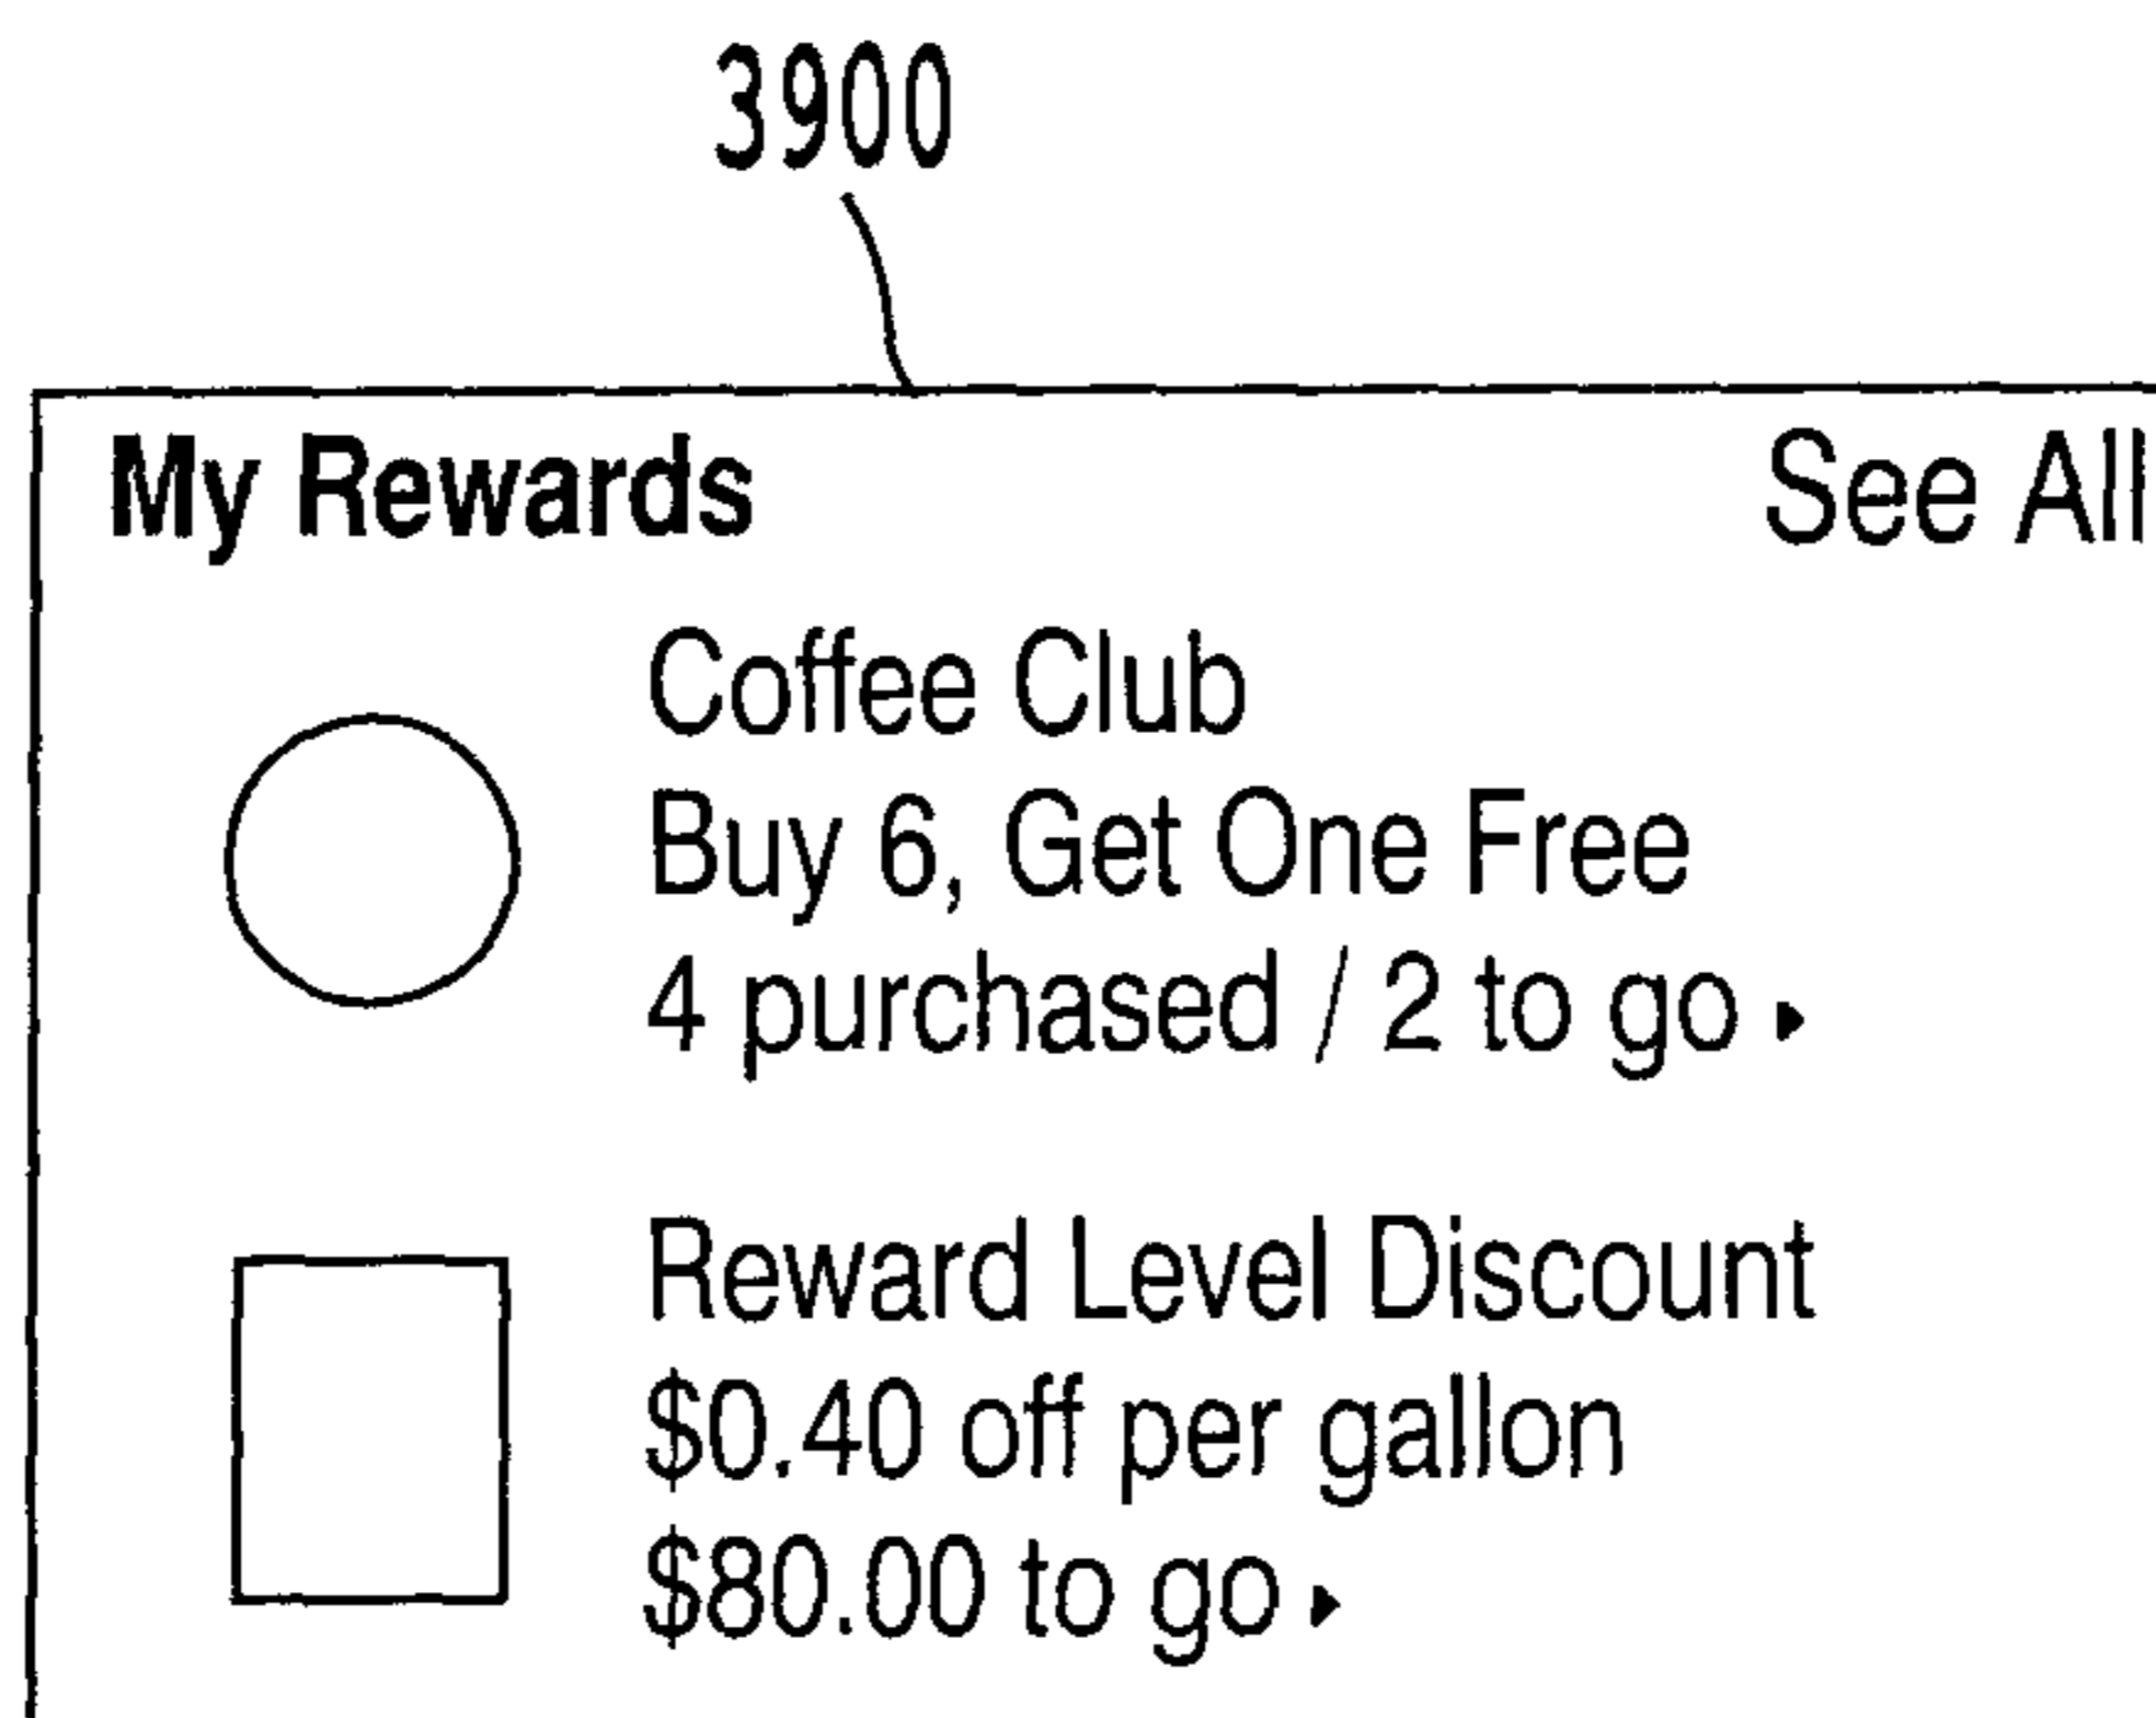 3900
My Rewards See All
Coffee Club
Buy 6, Get One Free
4 purchased / 2 to go
Reward Level Discount
$0.40 off per gallon
$80.00 to go